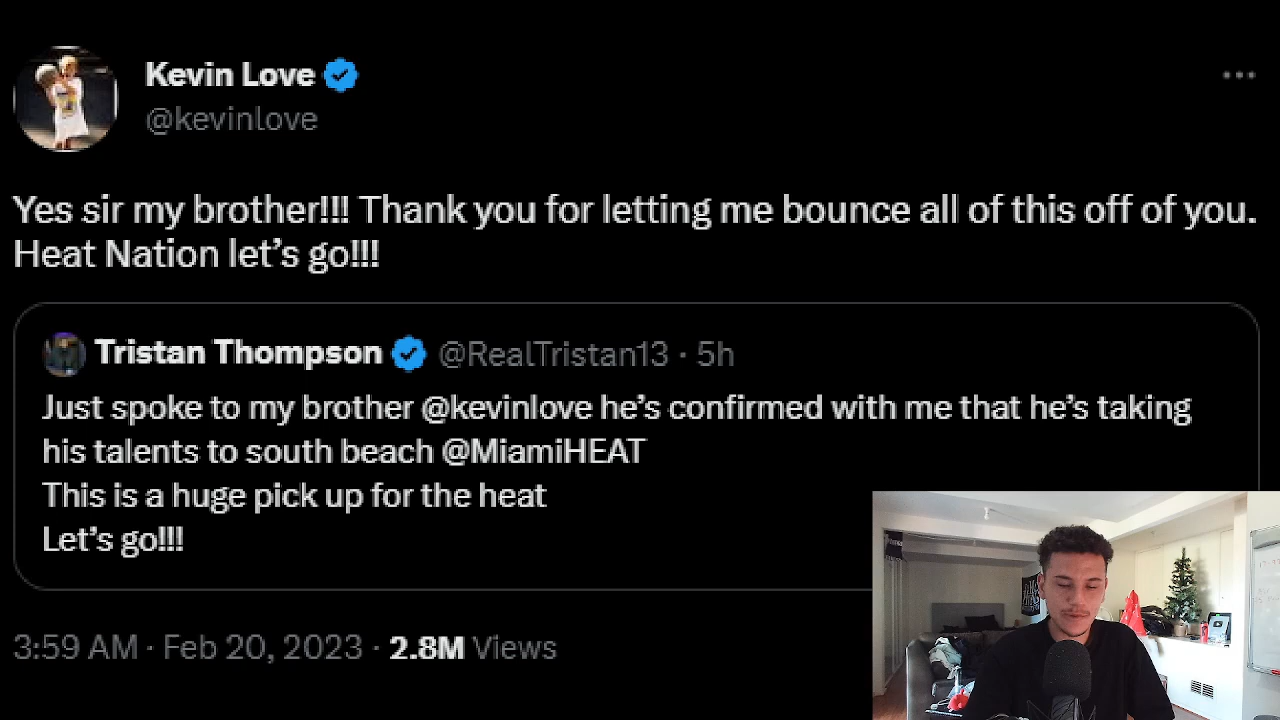 Kevin Love
@kevinlove
Yes sir my brother!!! Thank you for letting me bounce all of this off of you.
Heat Nation let’s go!!!
Tristan Thompson @RealTristan13 · 5h
Just spoke to my brother @kevinlove he’s confirmed with me that he’s taking
his talents to south beach @MiamiHEAT
This is a huge pick up for the heat
Let’s go!!!
3:59 AM · Feb 20, 2023 · 2.8M Views